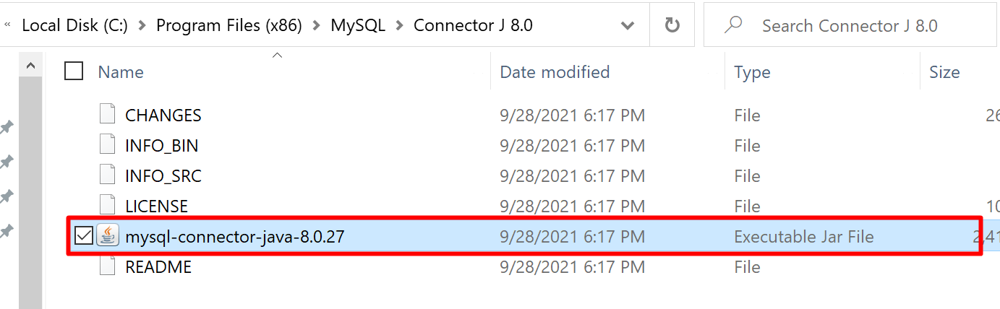 « Local Disk (C:) > Program Files (x86) > MySQL > Connector J 8.0 Search Connector J 8.0
Name Date modified Type Size
CHANGES 9/28/2021 6:17 PM File 26
INFO_BIN 9/28/2021 6:17 PM File
INFO_SRC 9/28/2021 6:17 PM File
LICENSE 9/28/2021 6:17 PM File 10
mysql-connector-java-8.0.27 9/28/2021 6:17 PM Executable Jar File 2,41
README 9/28/2021 6:17 PM File